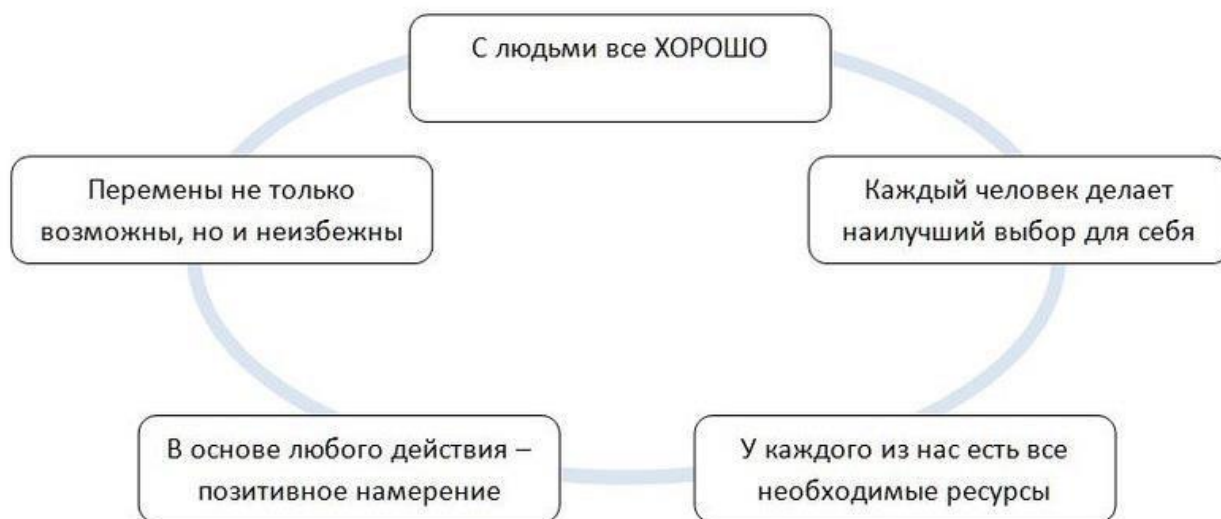 С людьми все ХОРОШО
Каждый человек делает
наилучший выбор для себя
У каждого из нас есть все
необходимые ресурсы
В основе любого действия –
позитивное намерение
Перемены не только
возможны, но и неизбежны